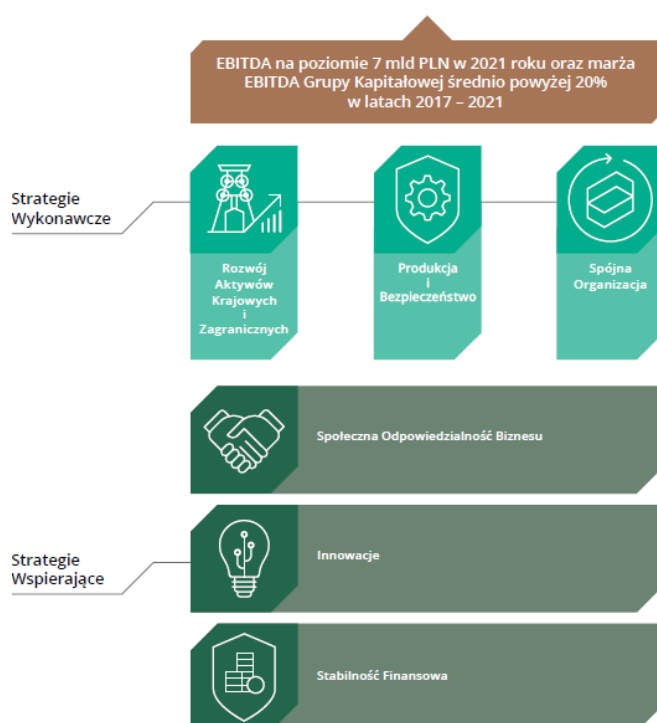 EBITDA na poziomie 7 mld PLN w 2021 roku oraz marża
EBITDA Grupy Kapitałowej średnio powyżej 20%
w latach 2017 – 2021
Strategie
Wykonawcze
Rozwój
Aktywów
Krajowych
i
Zagranicznych
Produkcja
i
Bezpieczeństwo
Spójna
Organizacja
Społeczna Odpowiedzialność Biznesu
Strategie
Wspierające
Innowacje
Stabilność Finansowa